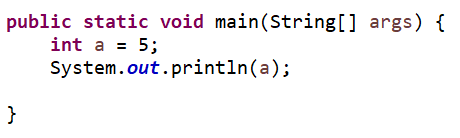 public static void main(String[] args) {
    int a = 5;
    System.out.println(a);
}